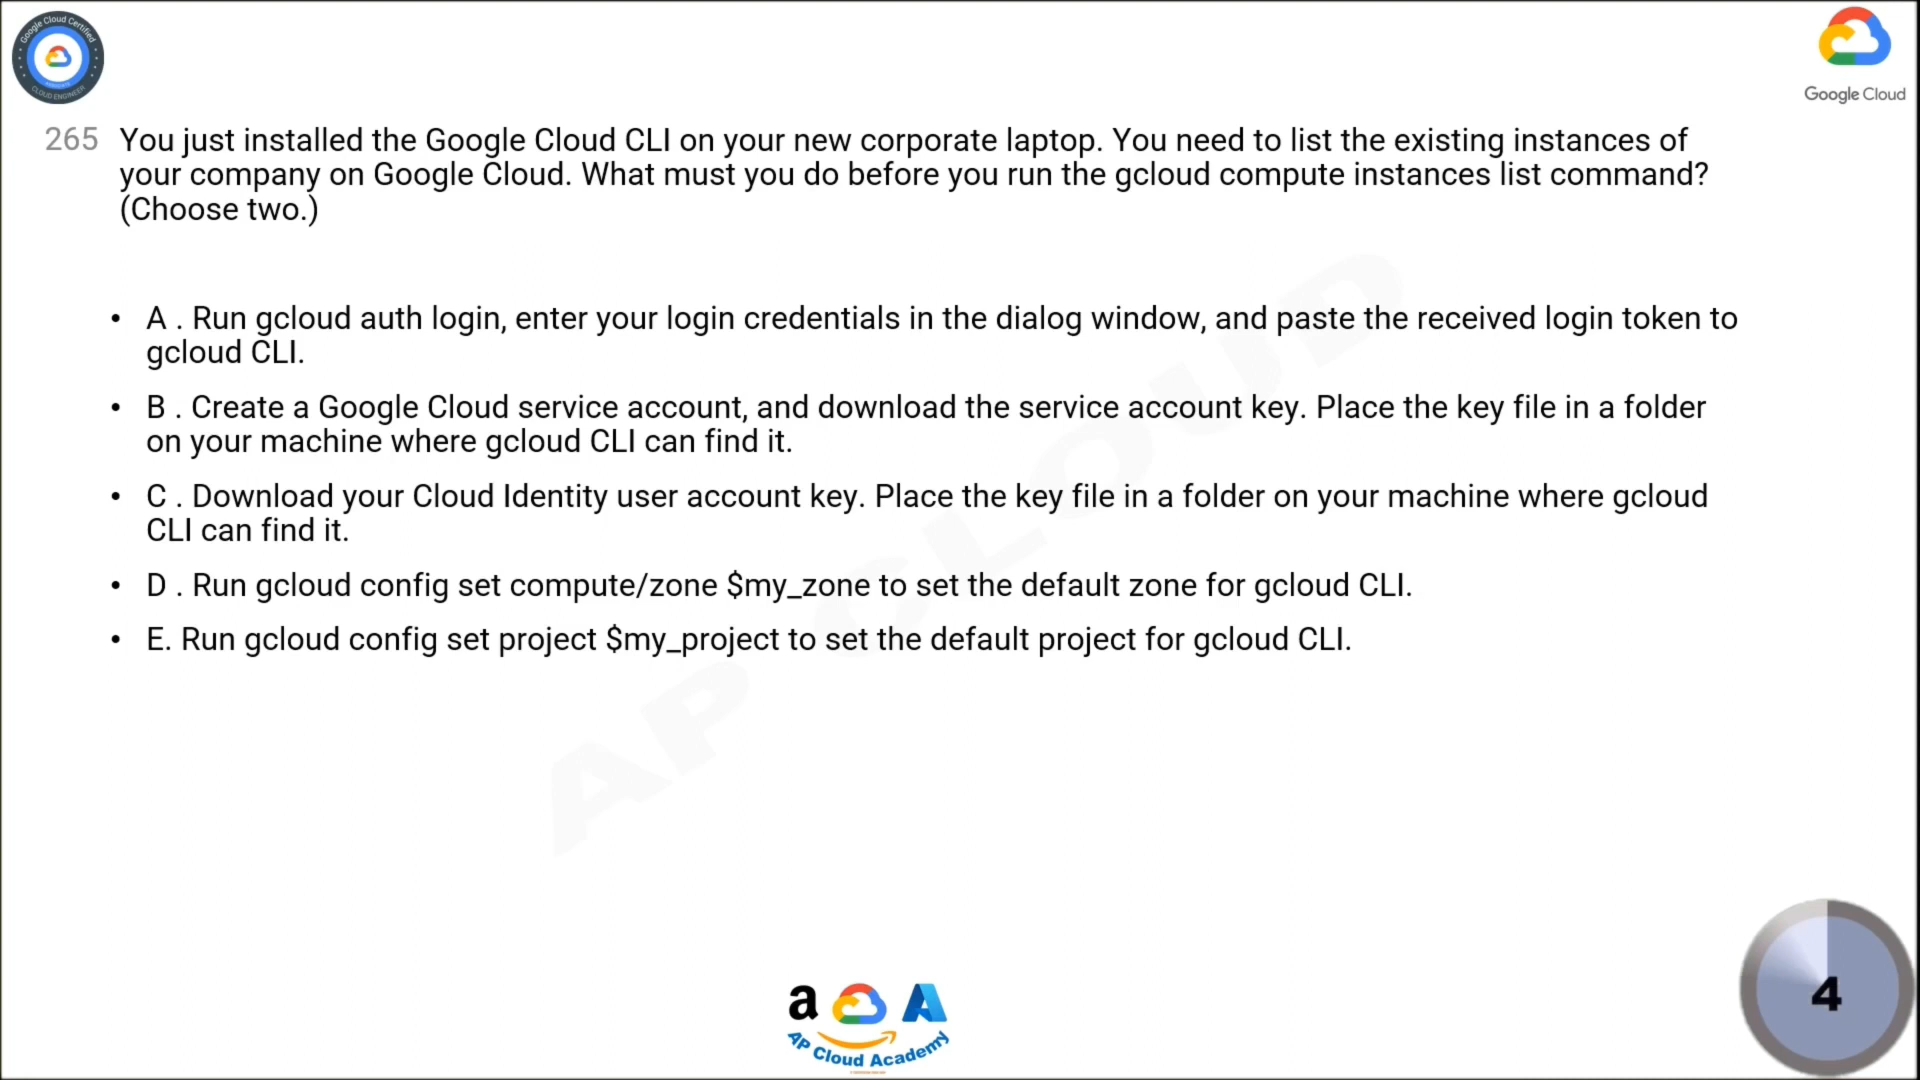 Google Cloud Certified
CLOUD ENGINEER
Google Cloud
265 You just installed the Google Cloud CLI on your new corporate laptop. You need to list the existing instances of
your company on Google Cloud. What must you do before you run the gcloud compute instances list command?
(Choose two.)
• A . Run gcloud auth login, enter your login credentials in the dialog window, and paste the received login token to
gcloud CLI.
• B . Create a Google Cloud service account, and download the service account key. Place the key file in a folder
on your machine where gcloud CLI can find it.
• C . Download your Cloud Identity user account key. Place the key file in a folder on your machine where gcloud
CLI can find it.
• D . Run gcloud config set compute/zone $my_zone to set the default zone for gcloud CLI.
• E. Run gcloud config set project $my_project to set the default project for gcloud CLI.
AP CLOUD
4
a
AP Cloud Academy